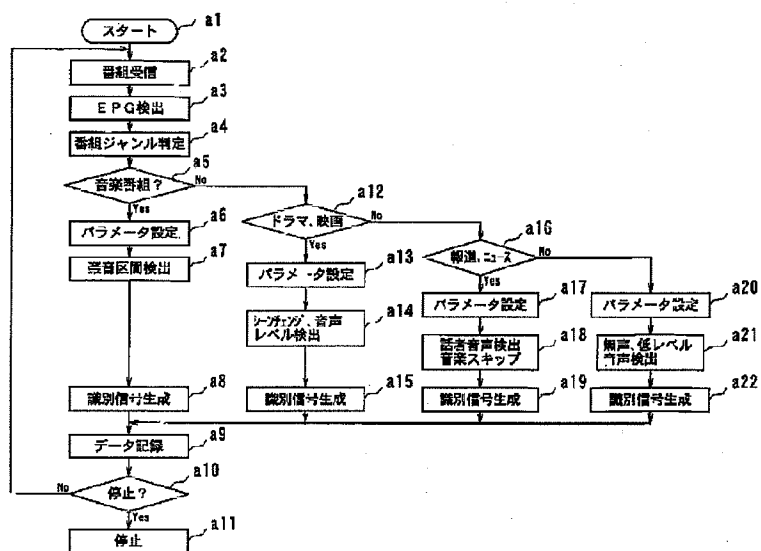 スタート
a1
番組受信
a2
EPG検出
a3
番組ジャンル判定
a4
音楽番組?
a5
No
Yes
パラメータ設定
a6
楽音区間検出
a7
識別信号生成
a8
データ記録
a9
停止?
a10
No
Yes
停止
a11
ドラマ、映画
a12
No
Yes
パラメータ設定
a13
シーンチェンジ、音声
レベル検出
a14
識別信号生成
a15
報道、ニュース
a16
No
Yes
パラメータ設定
a17
話者音声検出
音楽スキップ
a18
識別信号生成
a19
パラメータ設定
a20
無声、低レベル
音声検出
a21
識別信号生成
a22